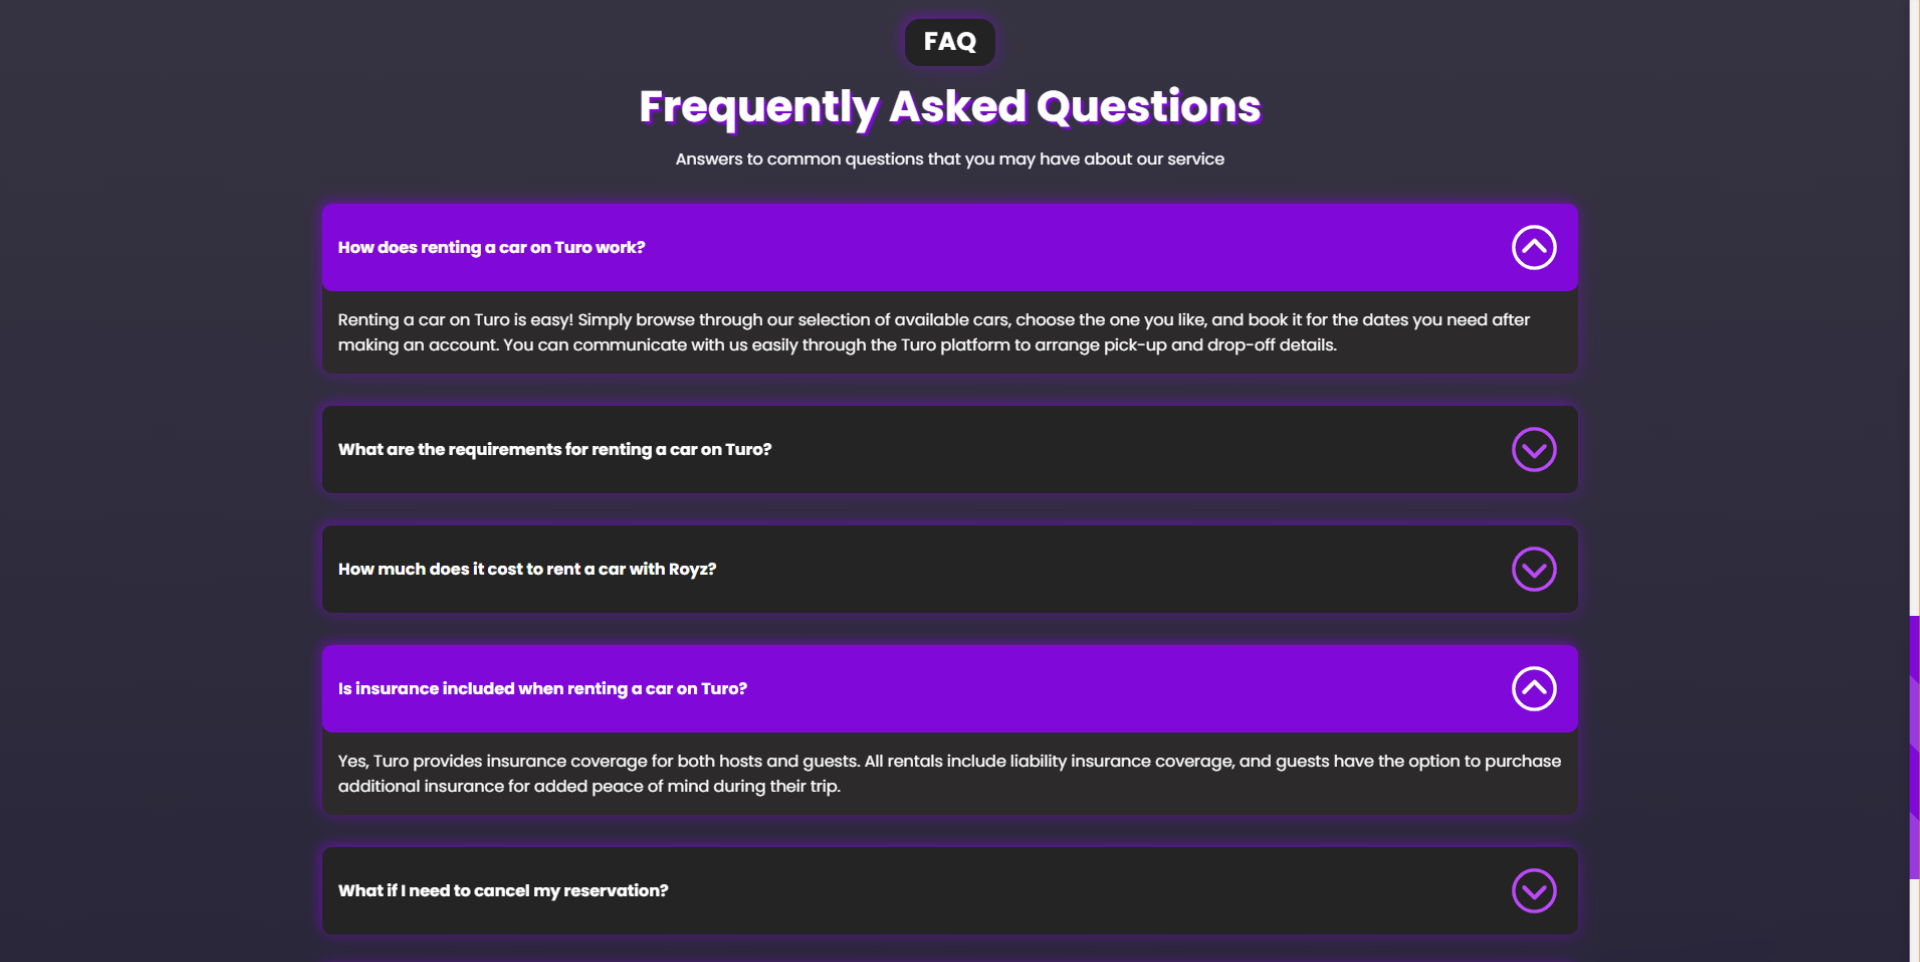 FAQ
Frequently Asked Questions
Answers to common questions that you may have about our service
How does renting a car on Turo work?
Renting a car on Turo is easy! Simply browse through our selection of available cars, choose the one you like, and book it for the dates you need after
making an account. You can communicate with us easily through the Turo platform to arrange pick-up and drop-off details.
What are the requirements for renting a car on Turo?
How much does it cost to rent a car with Royz?
Is insurance included when renting a car on Turo?
Yes, Turo provides insurance coverage for both hosts and guests. All rentals include liability insurance coverage, and guests have the option to purchase
additional insurance for added peace of mind during their trip.
What if I need to cancel my reservation?